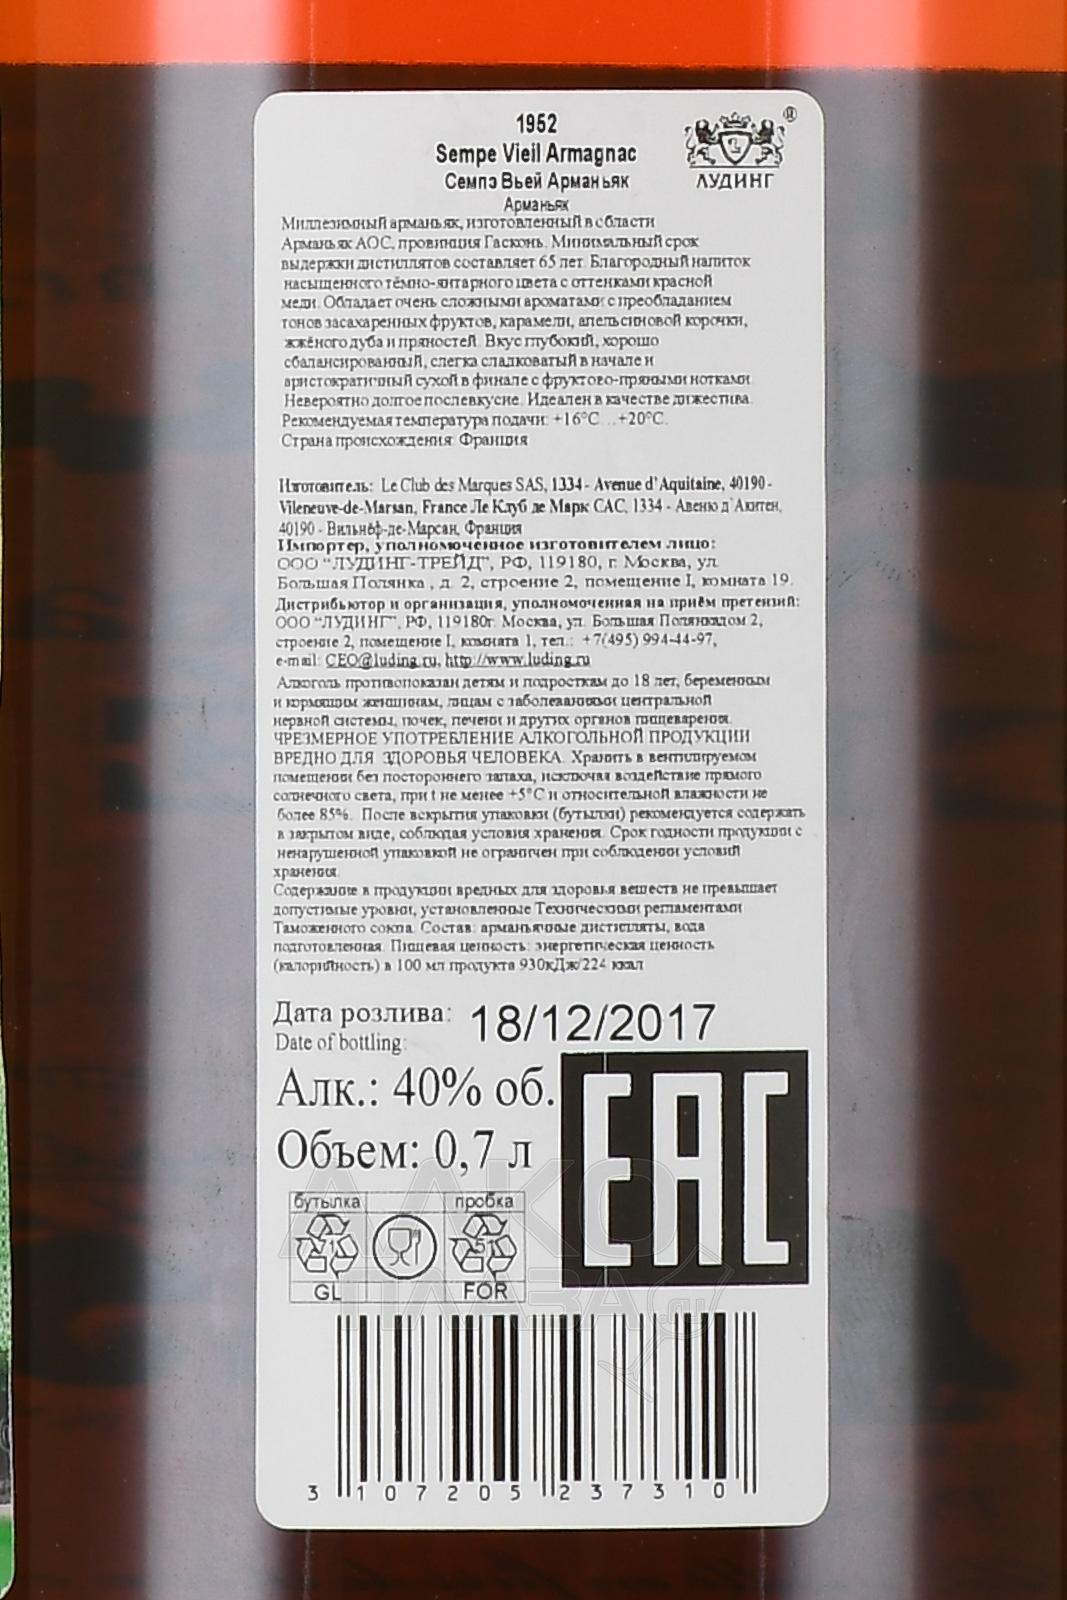 1952
Sempe Vieil Armagnac
Семпэ Вьей Арманьяк
Арманьяк
®
ЛУДИНГ
Миллезимный арманьяк, изготовленный в области
Арманьяк АОС, провинция Гасконь. Минимальный срок
выдержки дистиллятов составляет 65 лет. Благородный напиток
насыщенного тёмно-янтарного цвета с оттенками красной
меди. Обладает очень сложными ароматами с преобладанием
тонов засахаренных фруктов, карамели, апельсиновой корочки,
жжёного дуба и пряностей. Вкус глубокий, хорошо
сбалансированный, слегка сладковатый в начале и
аристократичный сухой в финале с фруктово-пряными нотками.
Невероятно долгое послевкусие. Идеален в качестве дижестива.
Рекомендуемая температура подачи: +16°C ...+20°C.
Страна происхождения: Франция
Изготовитель: Le Club des Marques SAS, 1334 - Avenue d'Aquitaine, 40190 -
Vileneuve-de-Marsan, France Ле Клуб де Марк САС, 1334 - Авеню д'Акитен,
40190 - Вильнёф-де-Марсан, Франция
Импортер, уполномоченное изготовителем лицо:
ООО "ЛУДИНГ-ТРЕЙД", РФ, 119180, г. Москва, ул.
Большая Полянка , д. 2, строение 2, помещение I, комната 19.
Дистрибьютор и организация, уполномоченная на приём претензий:
ООО "ЛУДИНГ", РФ, 119180г. Москва, ул. Большая Полянкадом 2,
строение 2, помещение I, комната 1, тел.: +7(495) 994-44-97,
e-mail: CEO@luding.ru, http://www.luding.ru
Алкоголь противопоказан детям и подросткам до 18 лет, беременным
и кормящим женщинам, лицам с заболеваниями центральной
нервной системы, почек, печени и других органов пищеварения.
ЧРЕЗМЕРНОЕ УПОТРЕБЛЕНИЕ АЛКОГОЛЬНОЙ ПРОДУКЦИИ
ВРЕДНО ДЛЯ ЗДОРОВЬЯ ЧЕЛОВЕКА. Хранить в вентилируемом
помещении без постороннего запаха, исключая воздействие прямого
солнечного света, при t не менее +5°C и относительной влажности не
более 85%. После вскрытия упаковки (бутылки) рекомендуется содержать
в закрытом виде, соблюдая условия хранения. Срок годности продукции с
ненарушенной упаковкой не ограничен при соблюдении условий
хранения.
Содержание в продукции вредных для здоровья веществ не превышает
допустимые уровни, установленные Техническими регламентами
Таможенного союза. Состав: арманьячные дистилляты, вода
подготовленная. Пищевая ценность: энергетическая ценность
(калорийность) в 100 мл продукта 930кДж/224 ккал
Дата розлива: 18/12/2017
Date of bottling:
Алк.: 40% об.
Объем: 0,7 л
EAC
бутылка пробка
71 51
GL FOR
АЛКО
ПЛАЗА
.ru
3 107205 237310